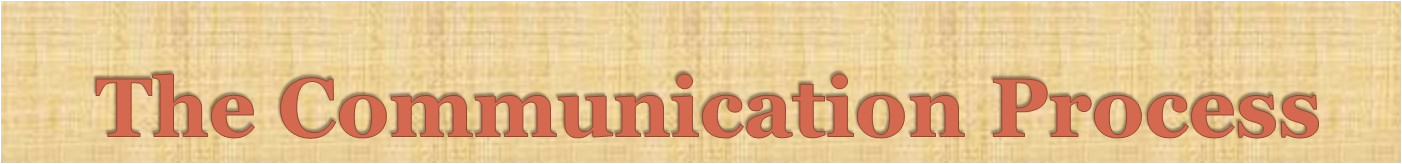 The Communication Process